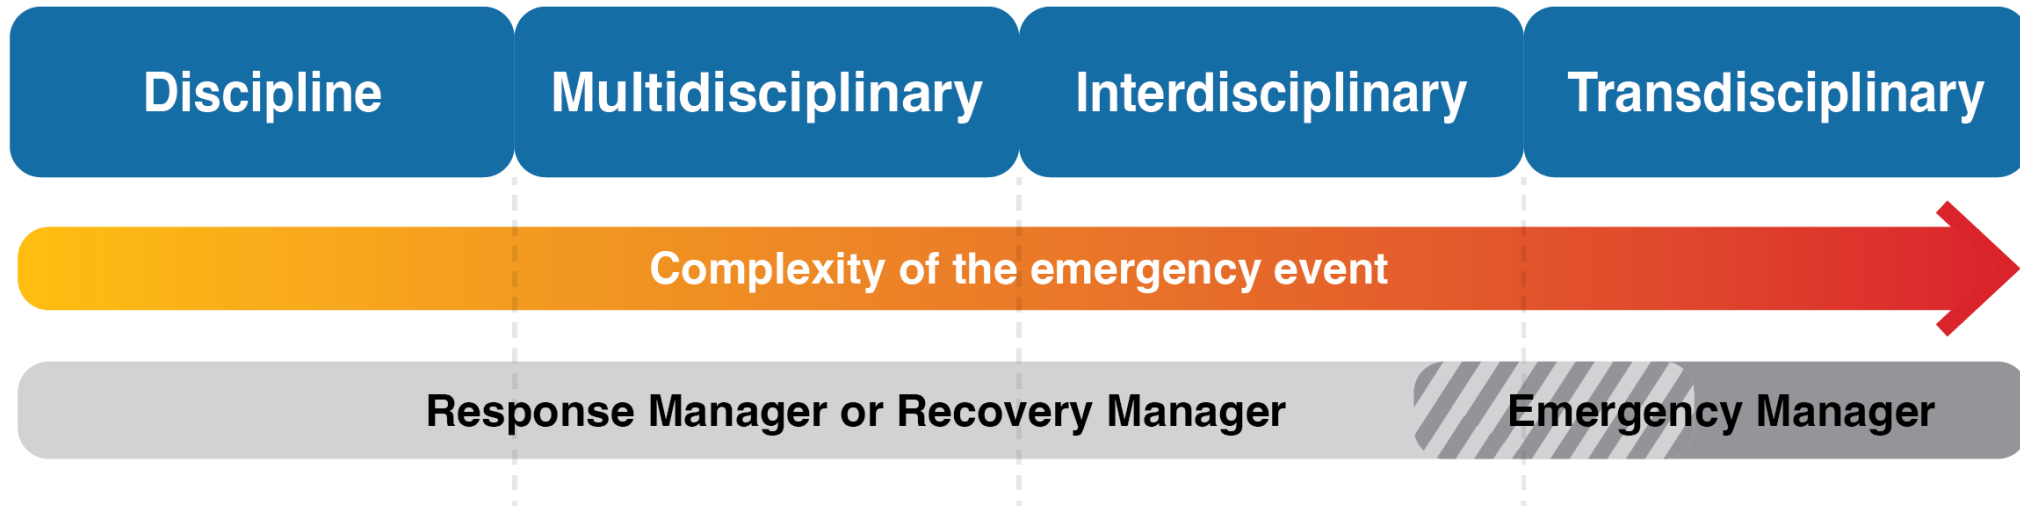 Discipline
Multidisciplinary
Interdisciplinary
Transdisciplinary
Complexity of the emergency event
Response Manager or Recovery Manager
Emergency Manager